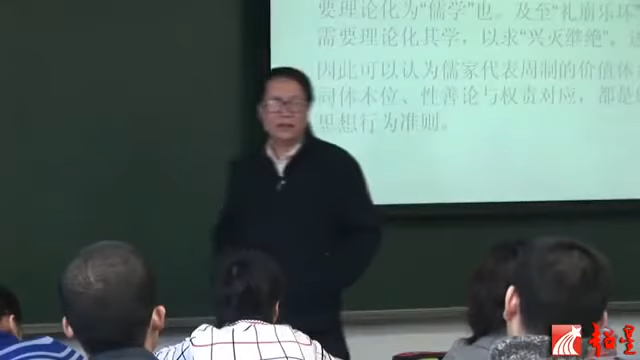 要理论化为“儒学”也。及至“礼崩乐坏”
需要理论化其学，以求“兴灭继绝”。
因此可以认为儒家代表周制的价值体
司体本位、性善论与权责对应，都是
思想行为准则。